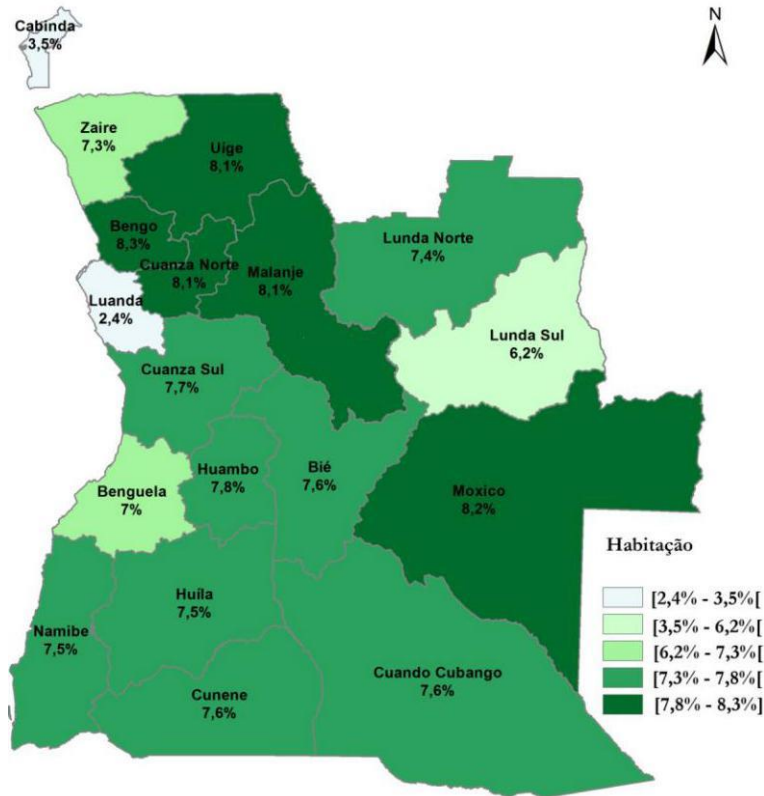 N
Cabinda
3,5%
Zaire
7,3%
Uíge
8,1%
Bengo
8,3%
Cuanza Norte
8,1%
Malanje
8,1%
Lunda Norte
7,4%
Luanda
2,4%
Lunda Sul
6,2%
Cuanza Sul
7,7%
Huambo
7,8%
Bié
7,6%
Benguela
7%
Moxico
8,2%
Huíla
7,5%
Namibe
7,5%
Cunene
7,6%
Cuando Cubango
7,6%
Habitação
[2,4% - 3,5%[
[3,5% - 6,2%[
[6,2% - 7,3%[
[7,3% - 7,8%[
[7,8% - 8,3%]